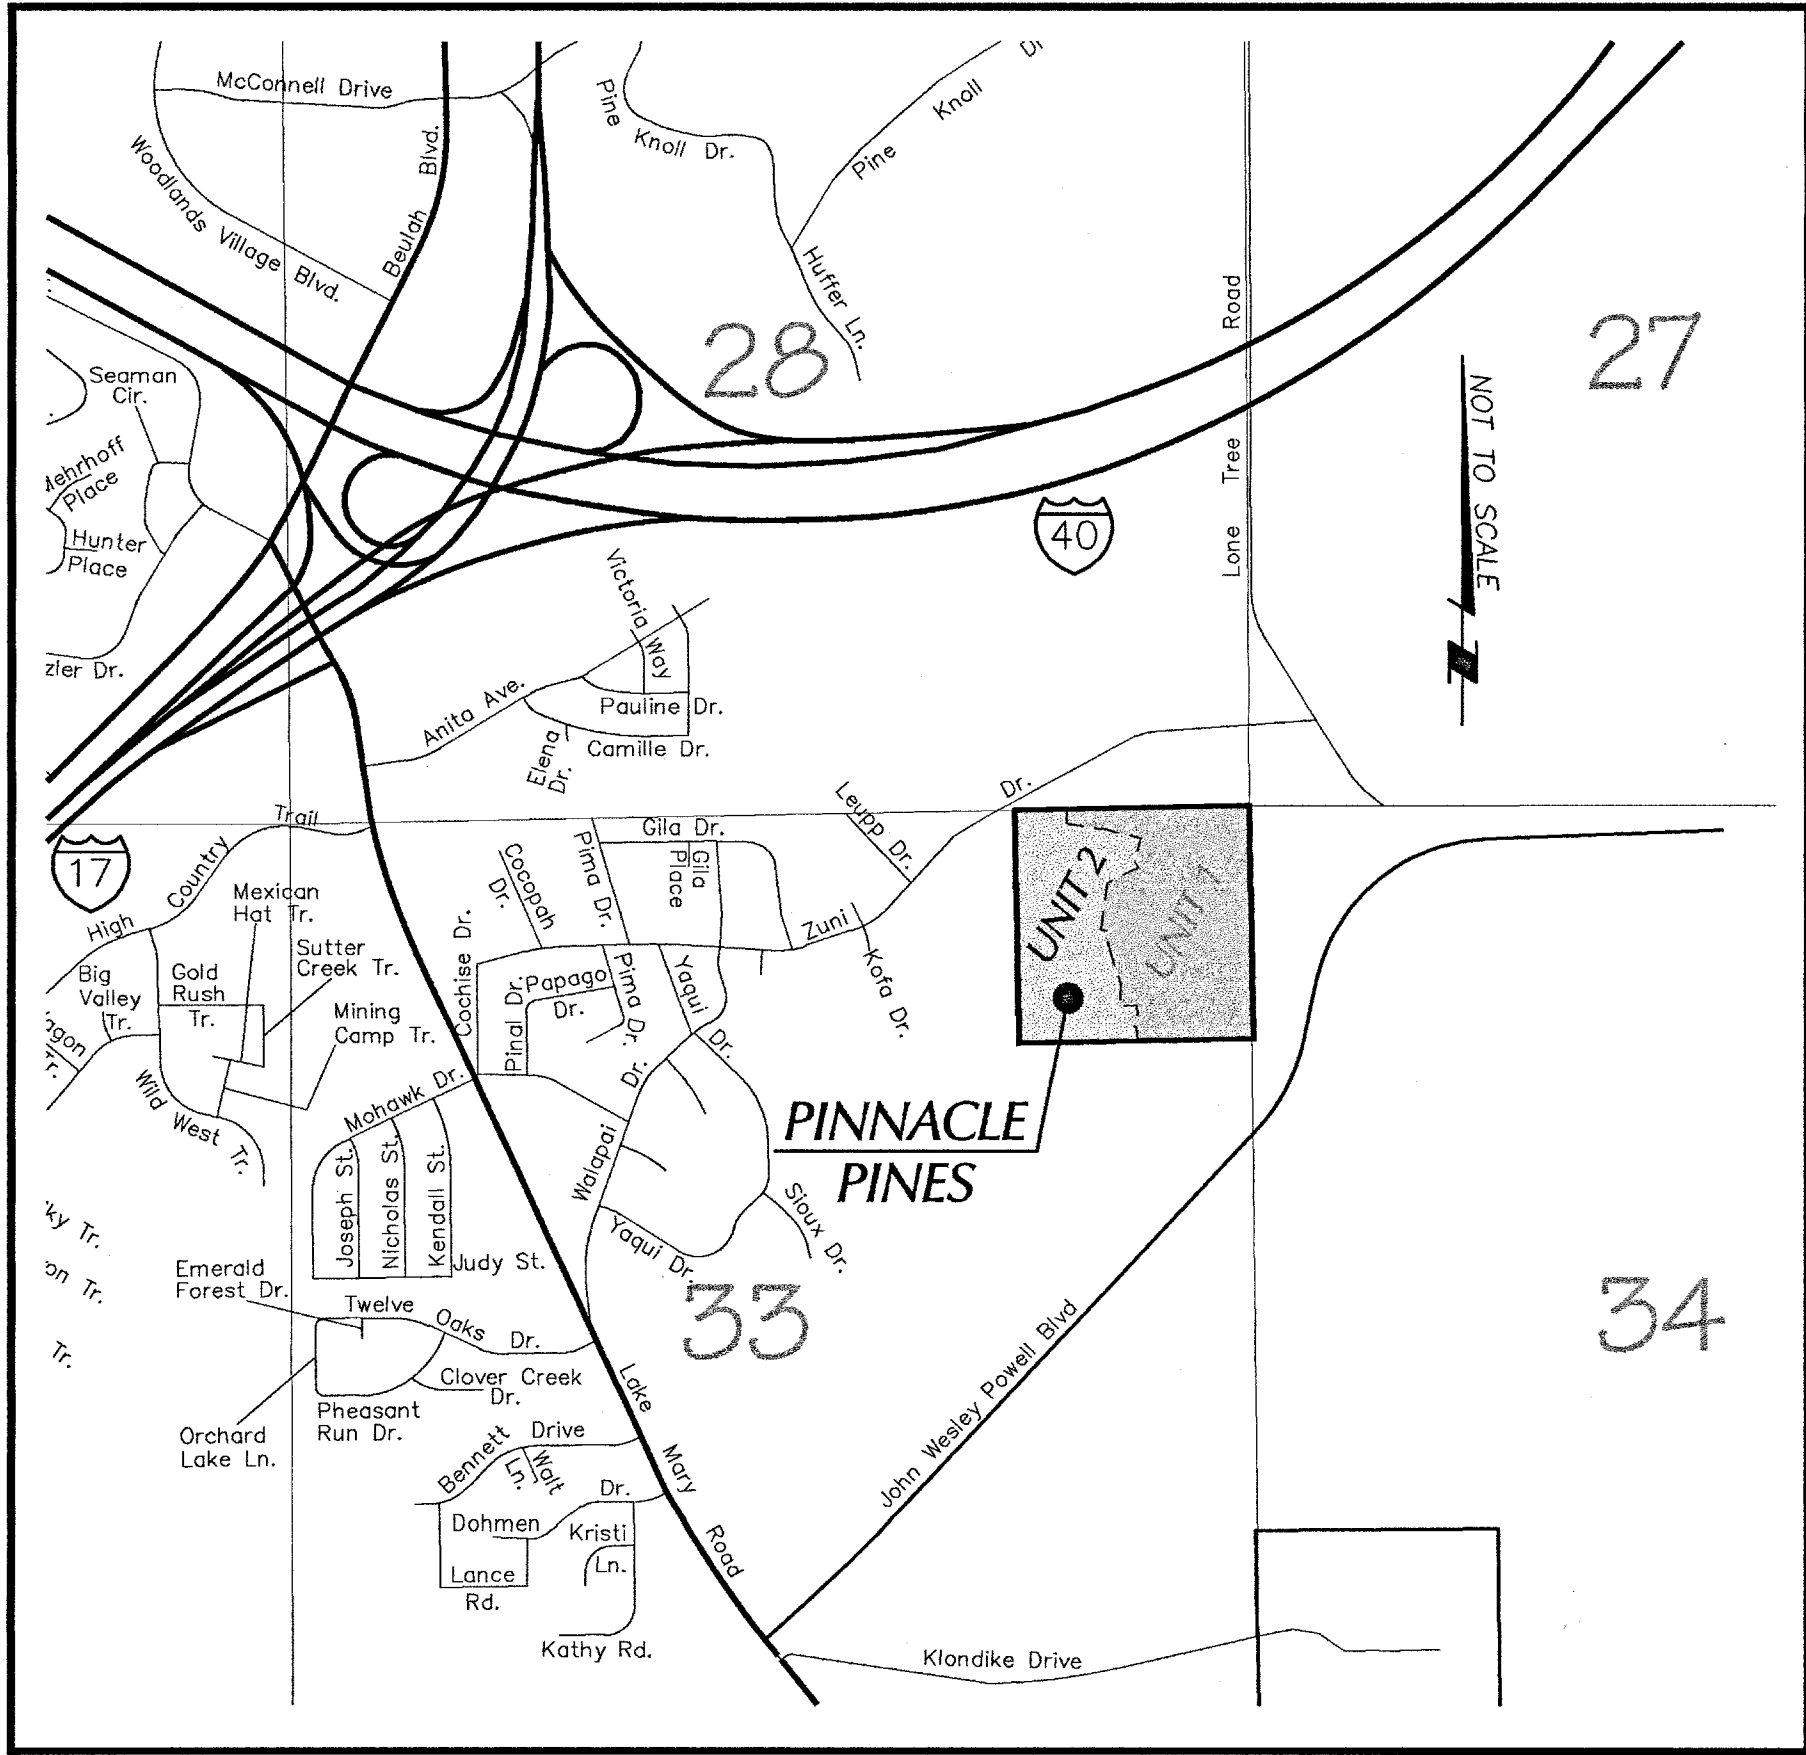 McConnell Drive
Woodlands Village Blvd.
Beulah Blvd.
Pine Knoll Dr.
Pine Knoll
Huffer Ln.
Lone Tree Road
28
27
NOT TO SCALE
40
Seaman
Cir.
Place
Hunter
Place
zler Dr.
Victoria Way
Anita Ave.
Pauline Dr.
Elena
Dr.
Camille Dr.
17
High Country Trail
Mexican
Hat Tr.
Sutter
Creek Tr.
Big
Valley
Tr.
Gold
Rush
Tr.
Mining
Camp Tr.
Wild West Tr.
Cocopah
Dr.
Pima Dr.
Gila Dr.
Gila
Place
Leupp Dr.
Zuni Dr.
Kofa Dr.
UNIT 2
UNIT 1
Cochise Dr.
Pinal Dr.
Papago
Dr.
Pima Dr.
Yaqui Dr.
Mohawk Dr.
Walapai Dr.
PINNACLE
PINES
Joseph St.
Nicholas St.
Kendall St.
Judy St.
Yaqui Dr.
Sioux Dr.
ky Tr.
on Tr.
Tr.
Emerald
Forest Dr.
Twelve Oaks Dr.
33
34
Clover Creek
Dr.
Pheasant
Run Dr.
Orchard
Lake Ln.
Lake Mary Road
John Wesley Powell Blvd
Bennett Drive
Walt
Ln.
Dohmen Dr.
Kristi
Ln.
Lance
Rd.
Kathy Rd.
Klondike Drive